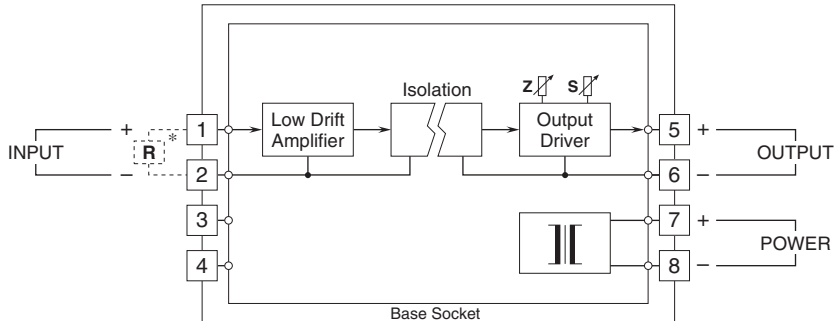 Isolation
Z S
Low Drift
Amplifier
Output
Driver
INPUT
+
–
R
*
1
2
3
4
5
6
7
8
+
–
OUTPUT
+
–
POWER
Base Socket